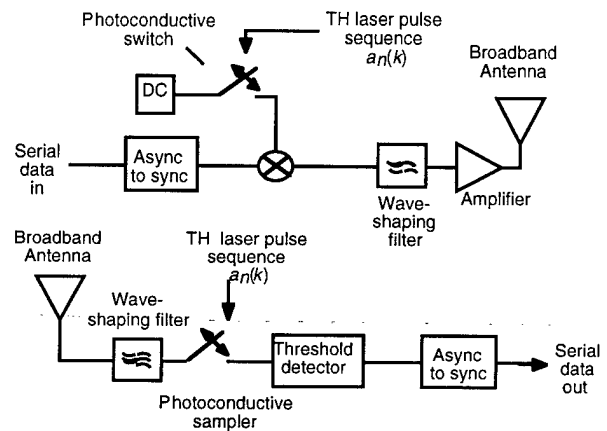 Photoconductive
switch
TH laser pulse
sequence
an(k)
Broadband
Antenna
DC
Serial
data
in
Async
to sync
Wave-
shaping
filter
Amplifier
Broadband
Antenna
TH laser pulse
sequence
an(k)
Wave-
shaping filter
Threshold
detector
Async
to sync
Serial
data
out
Photoconductive
sampler